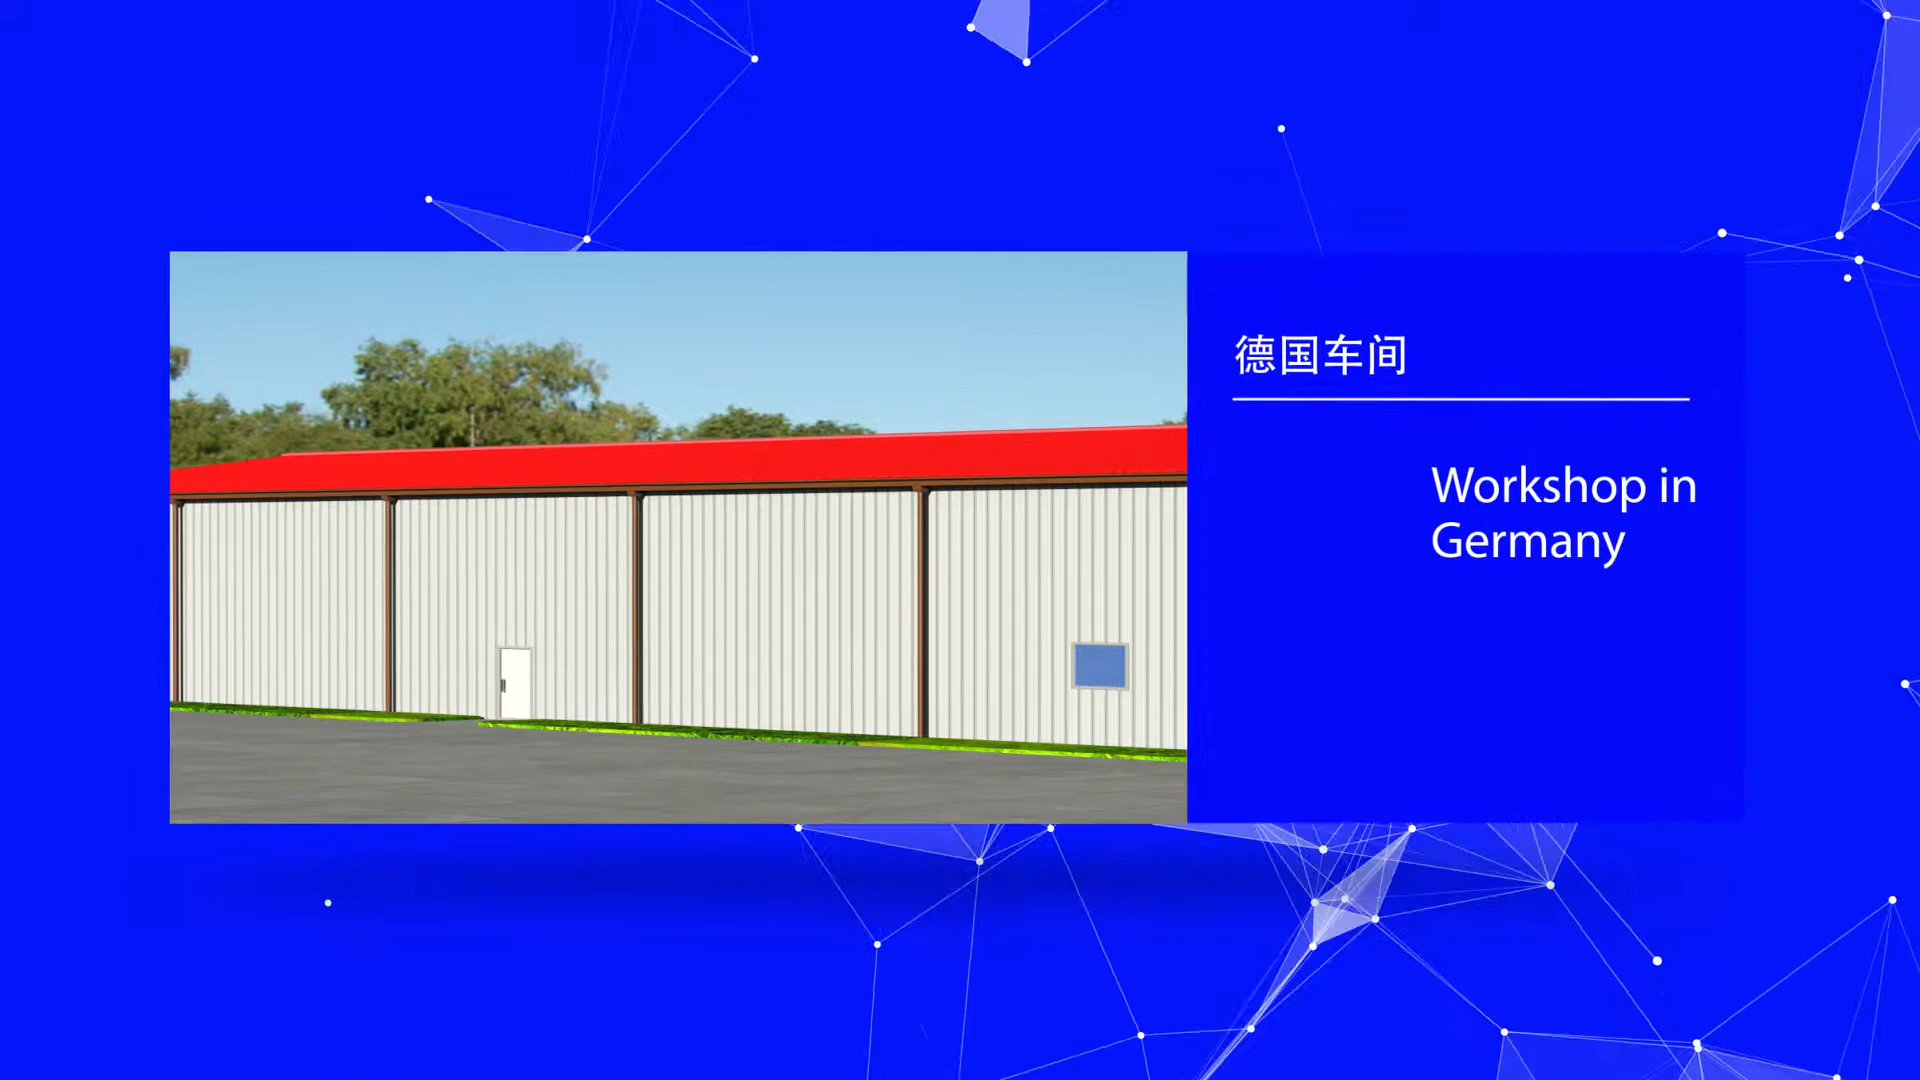 德国车间
Workshop in
Germany